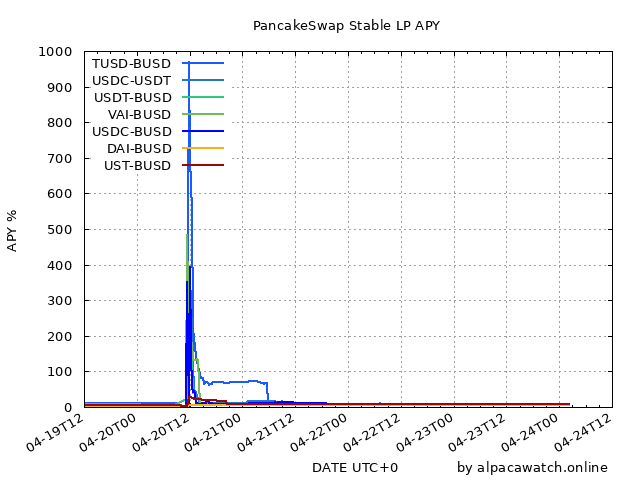 PancakeSwap Stable LP APY
1000
900
800
700
600
500
400
300
200
100
0
APY %
TUSD-BUSD
USDC-USDT
USDT-BUSD
VAI-BUSD
USDC-BUSD
DAI-BUSD
UST-BUSD
04-19T12
04-20T00
04-20T12
04-21T00
04-21T12
04-22T00
04-22T12
04-23T00
04-23T12
04-24T00
04-24T12
DATE UTC+0
by alpacawatch.online